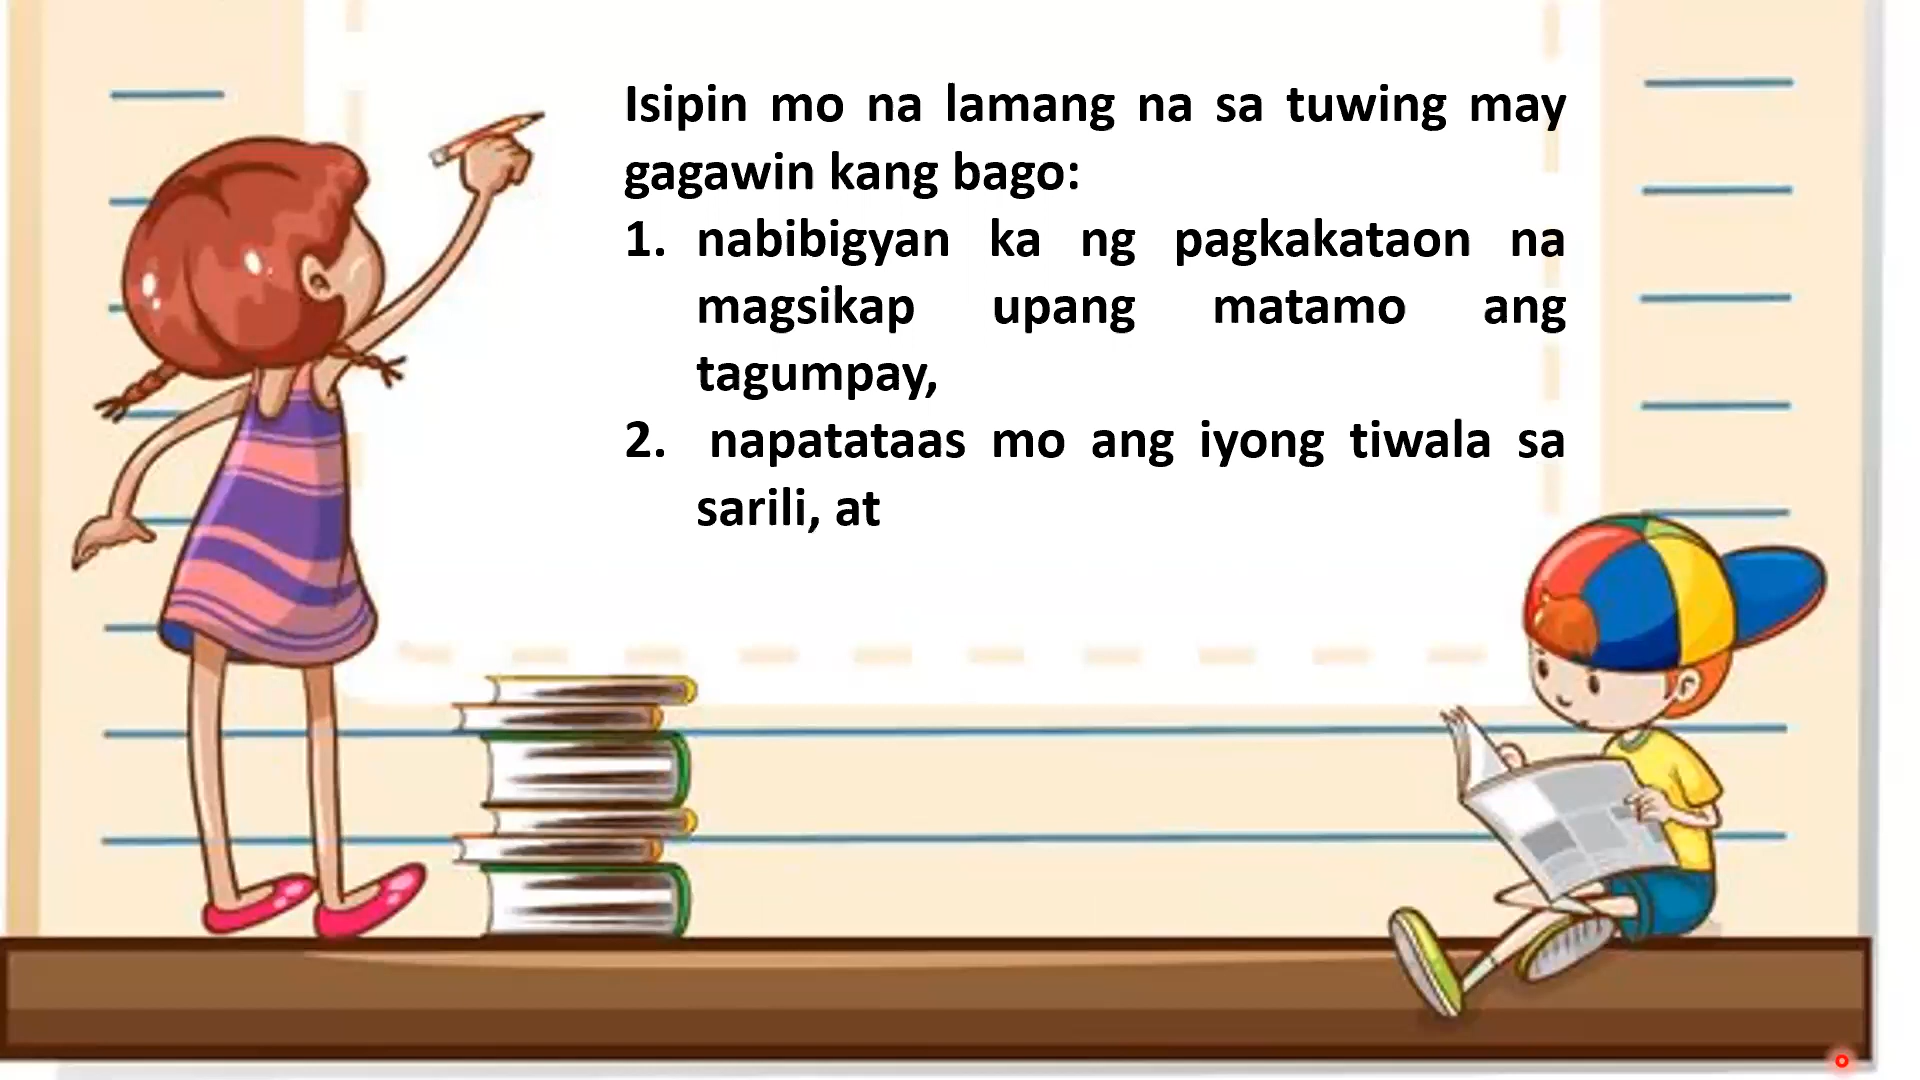 Isipin mo na lamang na sa tuwing may
gagawin kang bago:
1. nabibigyan ka ng pagkakataon na
magsikap upang matamo ang
tagumpay,
2. napatataas mo ang iyong tiwala sa
sarili, at